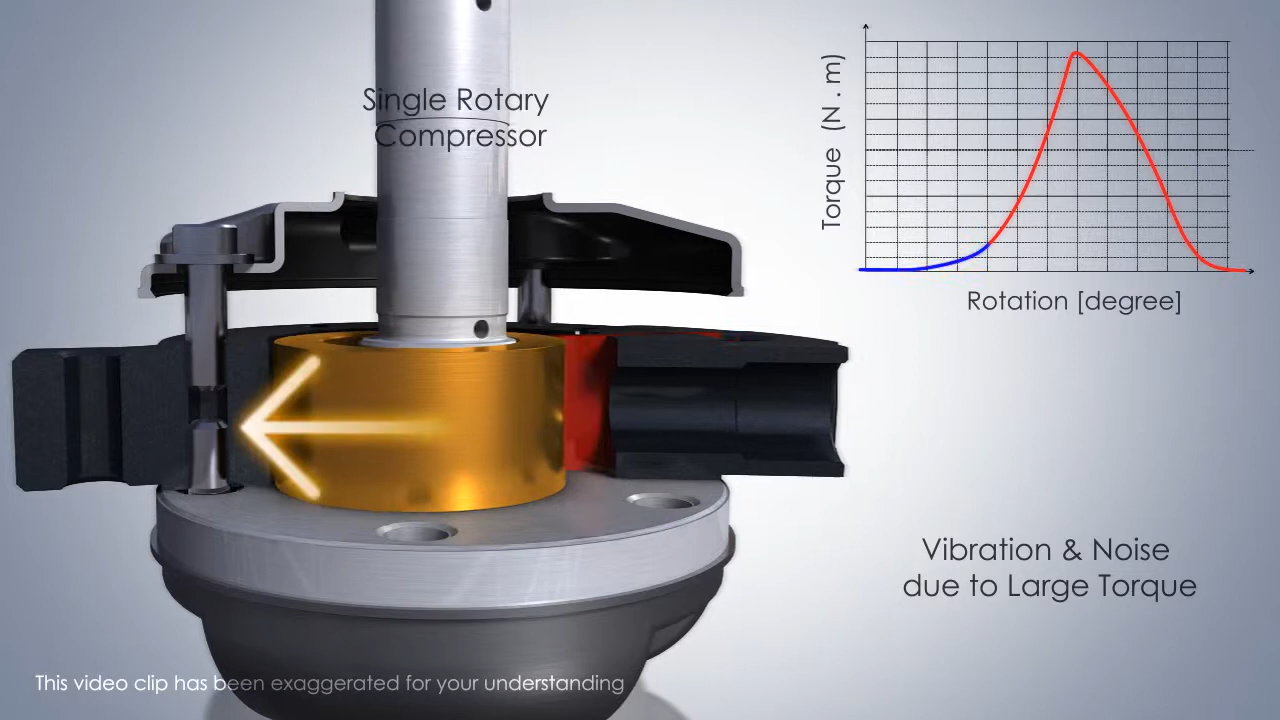 Single Rotary
Compressor
Torque (N . m)
Rotation [degree]
Vibration & Noise
due to Large Torque
This video clip has been exaggerated for your understanding